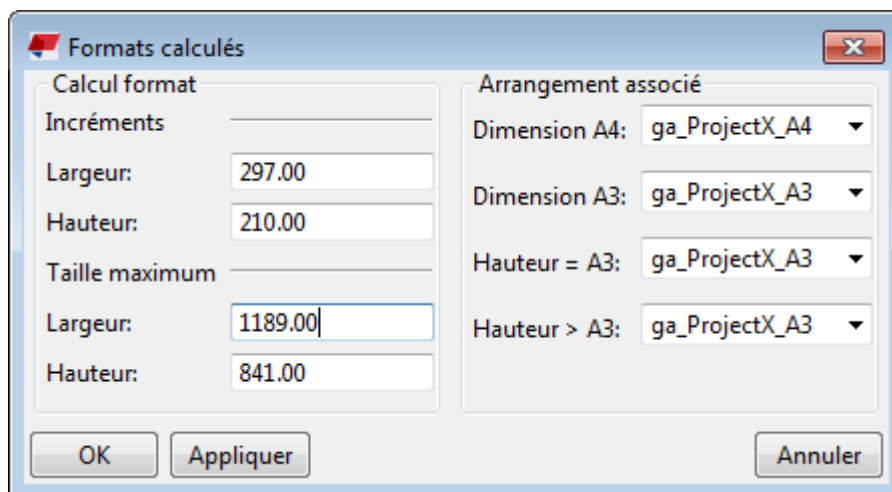 Formats calculés
Calcul format
Incréments
Largeur: 297.00
Hauteur: 210.00
Taille maximum
Largeur: 1189.00
Hauteur: 841.00
Arrangement associé
Dimension A4: ga_ProjectX_A4
Dimension A3: ga_ProjectX_A3
Hauteur = A3: ga_ProjectX_A3
Hauteur > A3: ga_ProjectX_A3
OK Appliquer Annuler